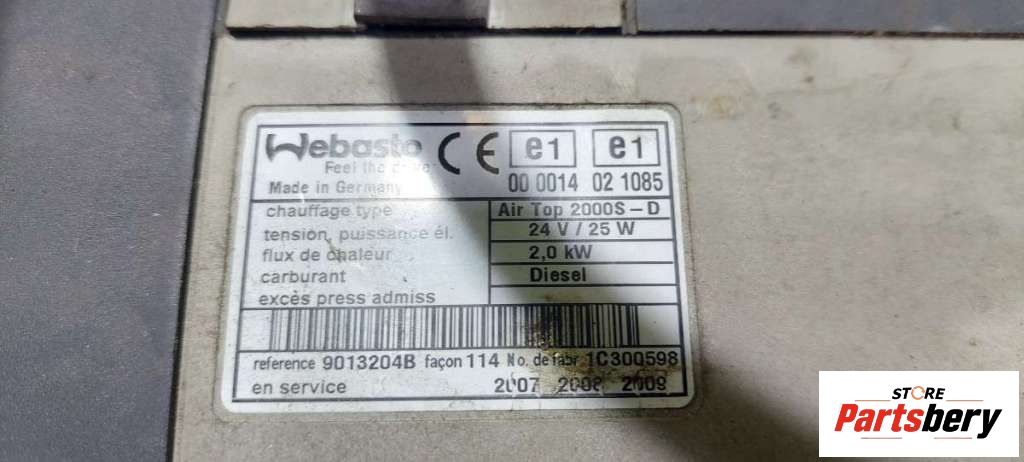 Webasto CE e1 e1
Feel the drive
Made in Germany 00 0014 02 1085
chauffage type Air Top 2000S-D
tension, puissance él. 24 V / 25 W
flux de chaleur 2,0 kW
carburant Diesel
excès press admiss
reference 9013204B façon 114 No. de fabr 1C300598
en service 2007 2008 2009
STORE
Partsbery